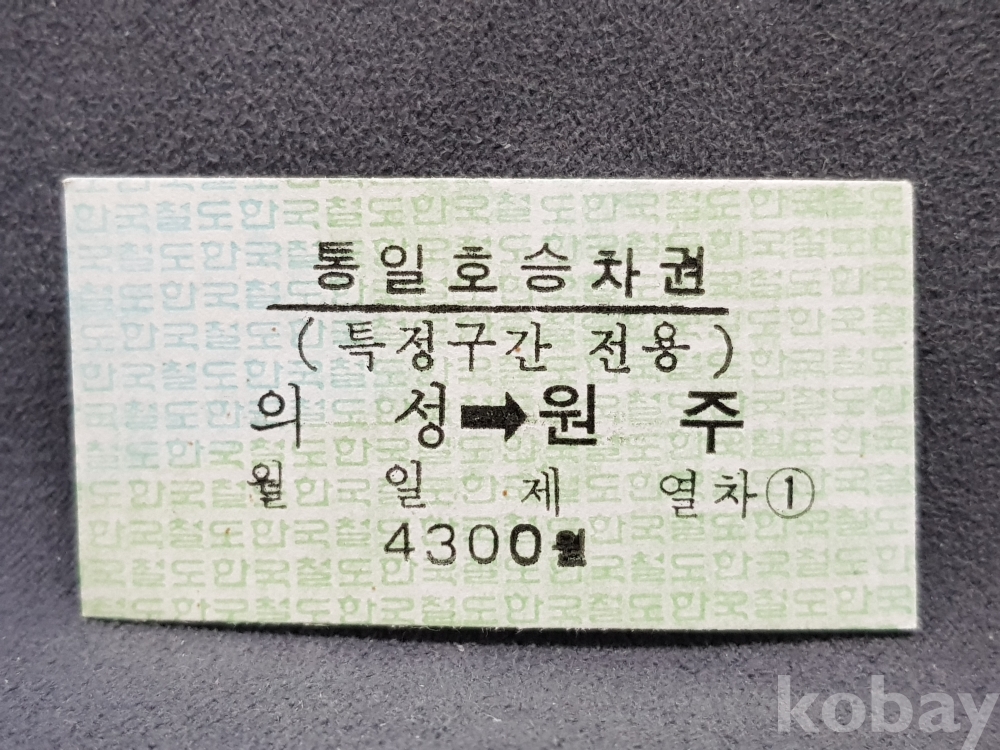 통일호승차권
(특정구간 전용)
의 성➡원 주
월 일 제 열차①
4300원
kobay